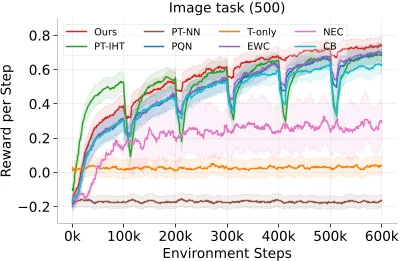 Image task (500)
Ours PT-NN T-only NEC
PT-IHT PQN EWC CB
Reward per Step
0.8
0.6
0.4
0.2
0.0
−0.2
0k 100k 200k 300k 400k 500k 600k
Environment Steps